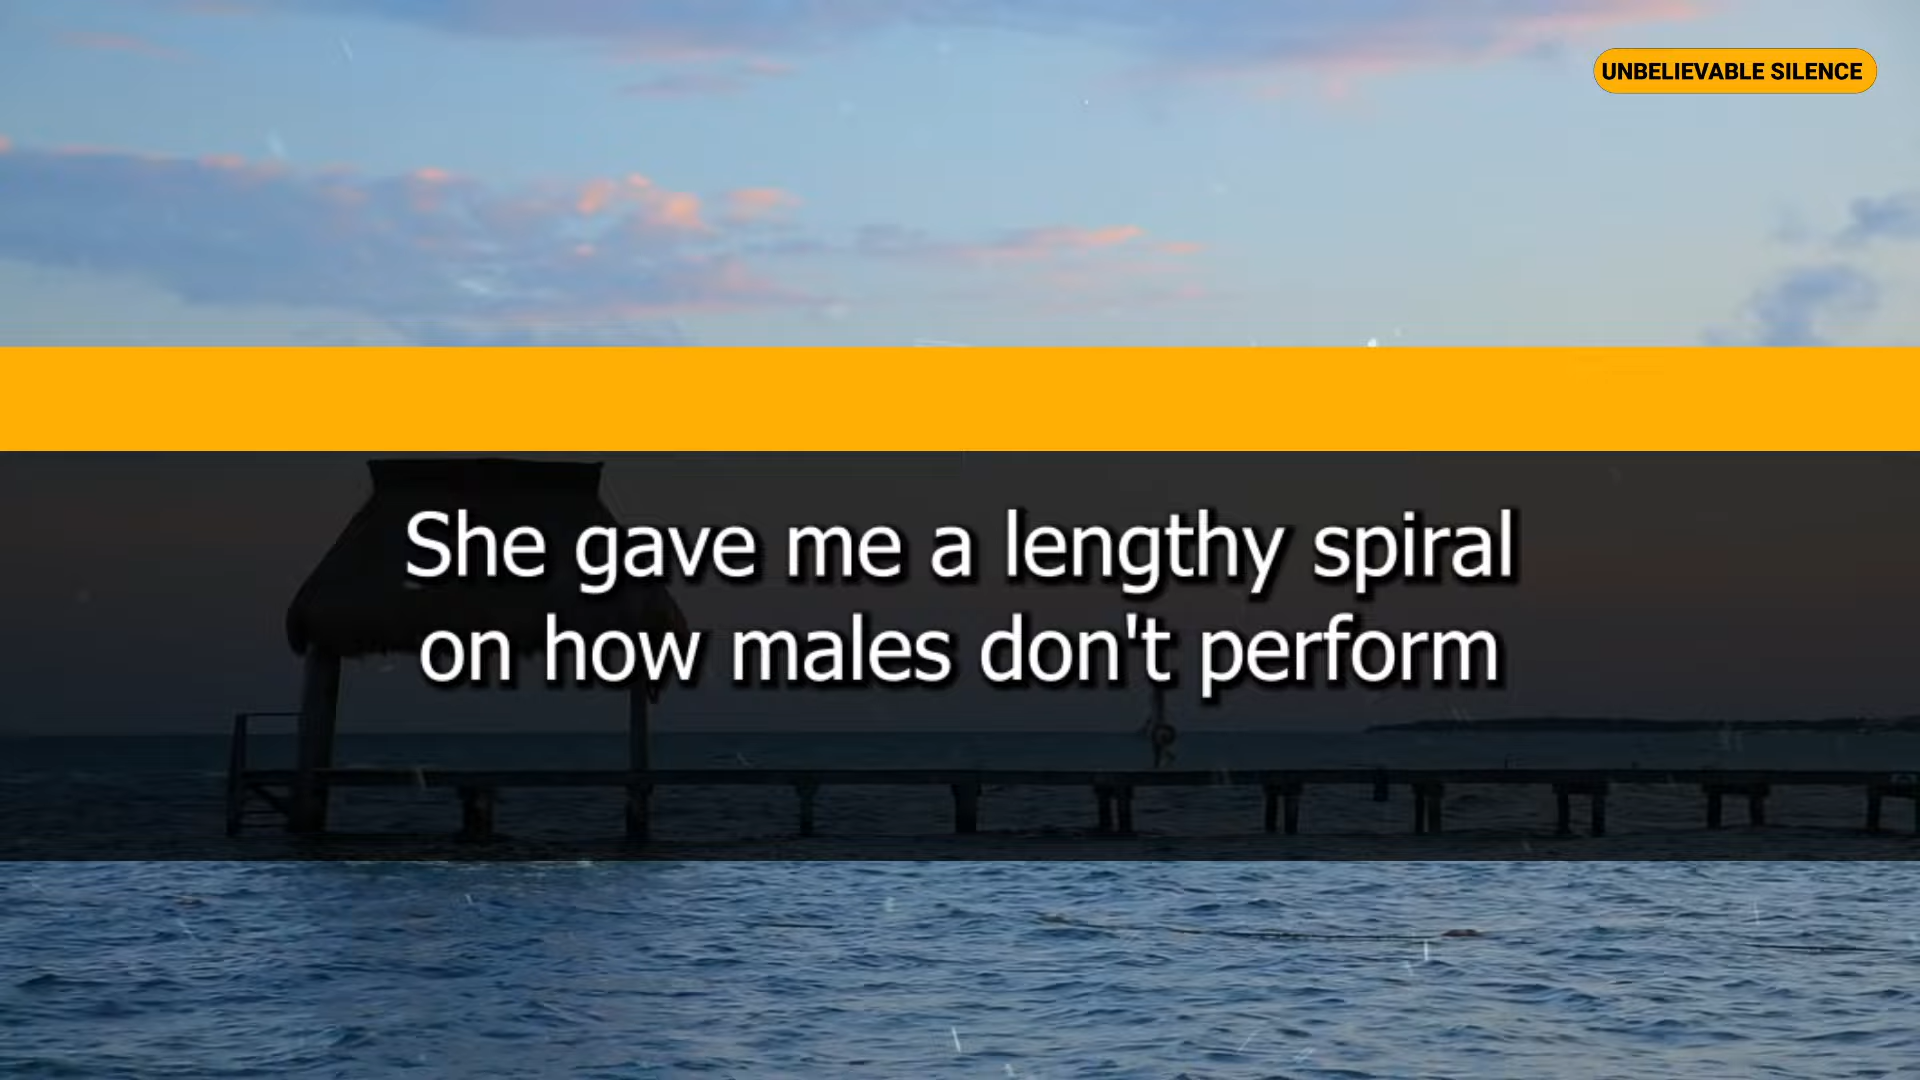 UNBELIEVABLE SILENCE
She gave me a lengthy spiral
on how males don't perform